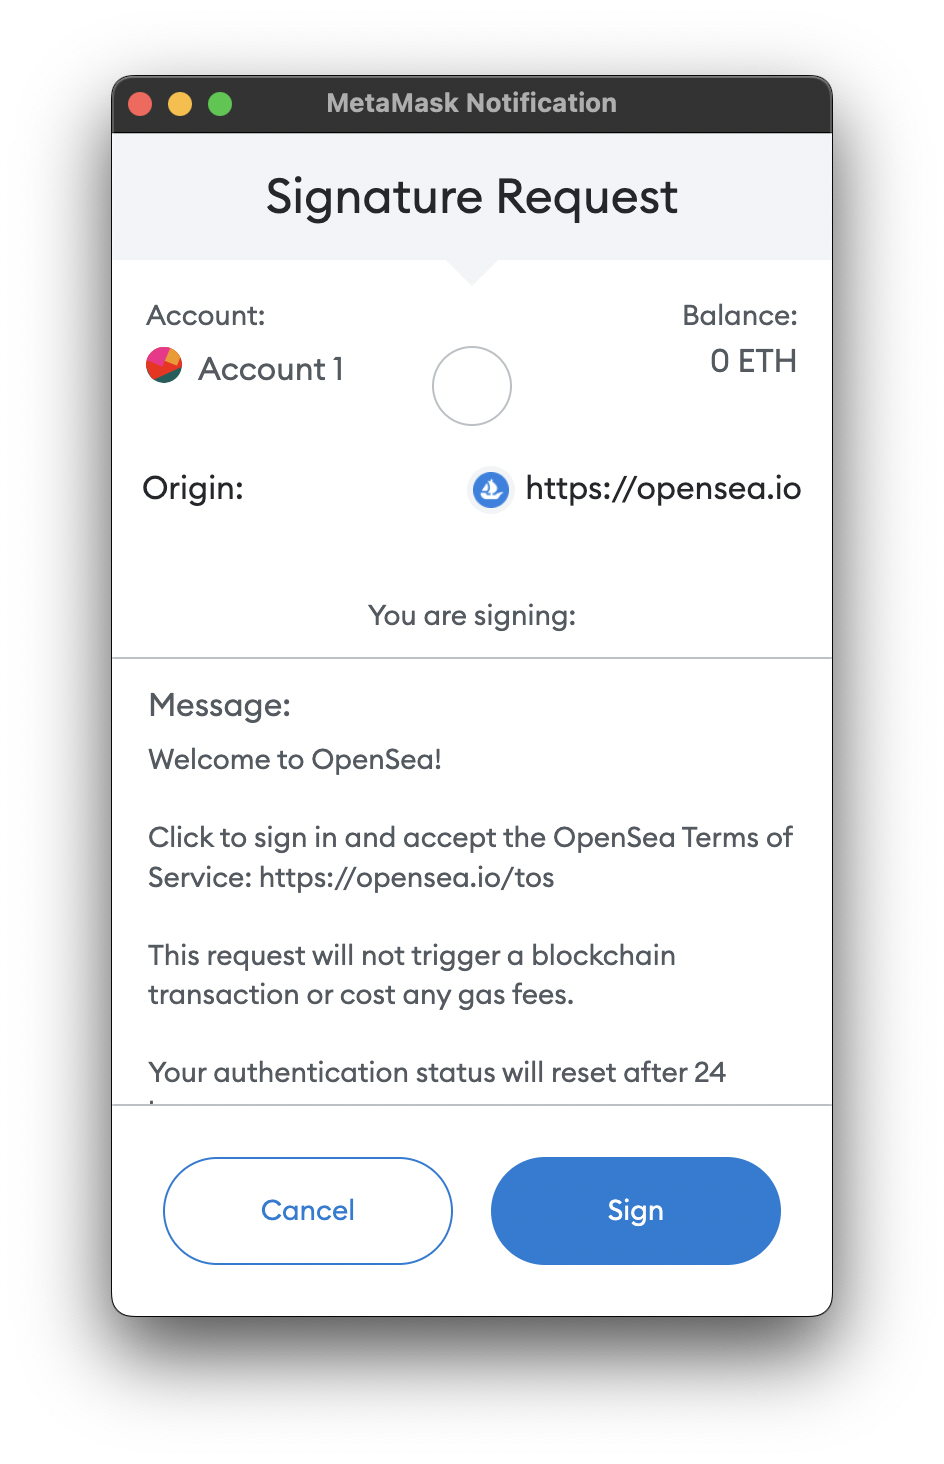 MetaMask Notification
Signature Request
Account:
Balance:
Account 1
0 ETH
Origin:
https://opensea.io
You are signing:
Message:
Welcome to OpenSea!
Click to sign in and accept the OpenSea Terms of
Service: https://opensea.io/tos
This request will not trigger a blockchain
transaction or cost any gas fees.
Your authentication status will reset after 24
Cancel
Sign